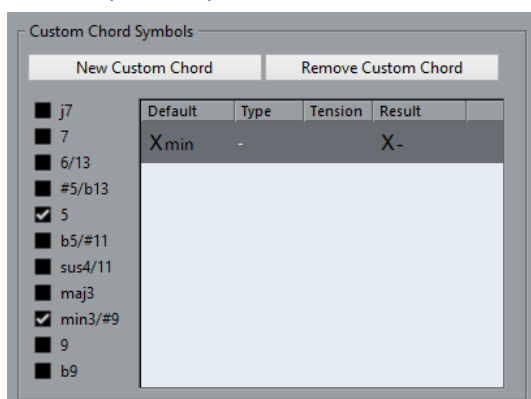 Custom Chord Symbols
New Custom Chord Remove Custom Chord
j7
7
6/13
#5/b13
5
b5/#11
sus4/11
maj3
min3/#9
9
b9
Default Type Tension Result
Xmin - X-